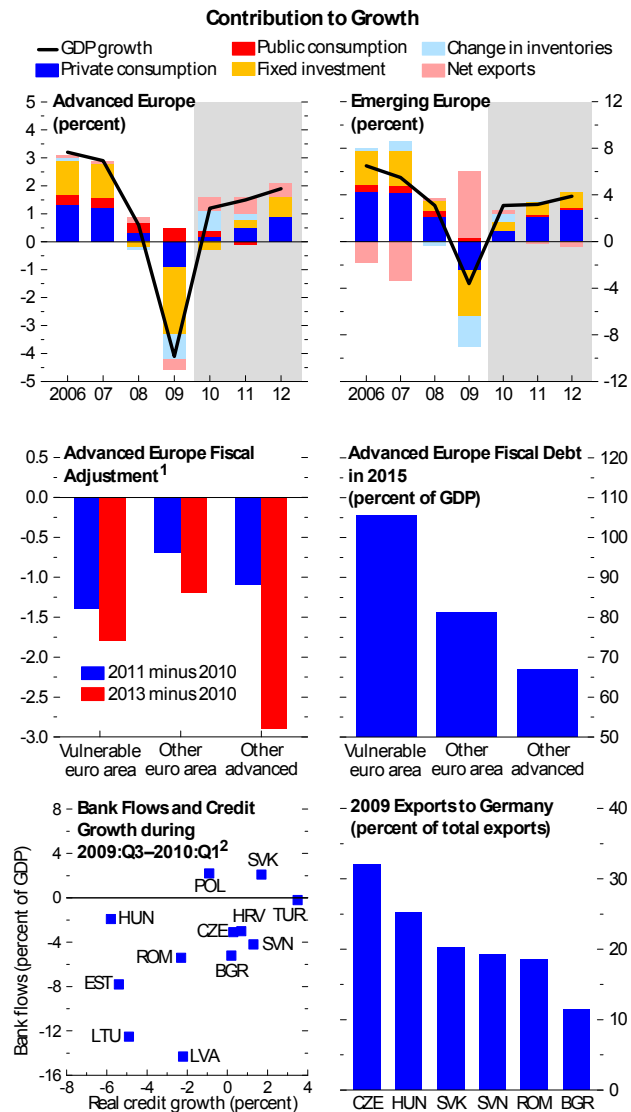 Contribution to Growth
GDP growth
Public consumption
Change in inventories
Private consumption
Fixed investment
Net exports
Advanced Europe
(percent)
5
4
3
2
1
0
-1
-2
-3
-4
-5
2006 07 08 09 10 11 12
Emerging Europe
(percent)
12
8
4
0
-4
-8
-12
2006 07 08 09 10 11 12
Advanced Europe Fiscal
Adjustment¹
0.5
0.0
-0.5
-1.0
-1.5
-2.0
-2.5
-3.0
2011 minus 2010
2013 minus 2010
Vulnerable Other Other
euro area euro area advanced
Advanced Europe Fiscal Debt
in 2015
(percent of GDP)
120
110
100
90
80
70
60
50
Vulnerable Other Other
euro area euro area advanced
Bank Flows and Credit
Growth during
2009:Q3–2010:Q1²
Bank flows (percent of GDP)
8
4
0
-4
-8
-12
-16
SVK
POL
TUR
HUN
HRV
CZE
SVN
ROM
BGR
EST
LTU
LVA
-8 -6 -4 -2 0 2 4
Real credit growth (percent)
2009 Exports to Germany
(percent of total exports)
40
30
20
10
0
CZE HUN SVK SVN ROM BGR